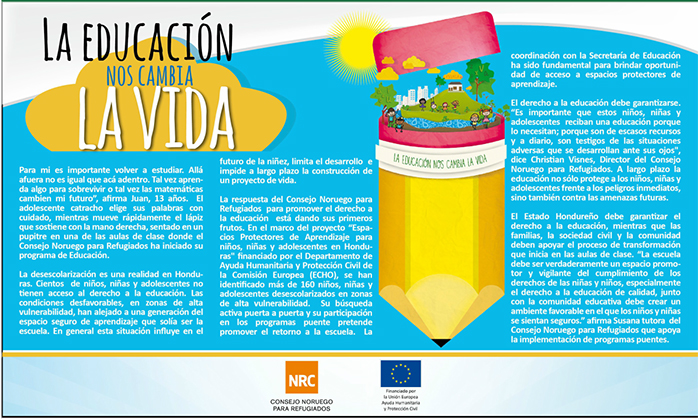 LA EDUCACIÓN
NOS CAMBIA
LA VIDA
Para mi es importante volver a estudiar. Allá
afuera no es igual que acá adentro. Tal vez apren-
da algo para sobrevivir o tal vez las matemáticas
cambien mi futuro”, afirma Juan, 13 años. El
adolescente catracho elige sus palabras con
cuidado, mientras mueve rápidamente el lápiz
que sostiene con la mano derecha, sentado en un
pupitre en una de las aulas de clase donde el
Consejo Noruego para Refugiados ha iniciado su
programa de Educación.
La desescolarización es una realidad en Hondu-
ras. Cientos de niños, niñas y adolescentes no
tienen acceso al derecho a la educación. Las
condiciones desfavorables, en zonas de alta
vulnerabilidad, han alejado a una generación del
espacio seguro de aprendizaje que solía ser la
escuela. En general esta situación influye en el
futuro de la niñez, limita el desarrollo e
impide a largo plazo la construcción de
un proyecto de vida.
La respuesta del Consejo Noruego para
Refugiados para promover el derecho a
la educación está dando sus primeros
frutos. En el marco del proyecto “Espa-
cios Protectores de Aprendizaje para
niños, niñas y adolescentes en Hondu-
ras" financiado por el Departamento de
Ayuda Humanitaria y Protección Civil de
la Comisión Europea (ECHO), se han
identificado más de 160 niños, niñas y
adolescentes desescolarizados en zonas
de alta vulnerabilidad. Su búsqueda
activa puerta a puerta y su participación
en los programas puente pretende
promover el retorno a la escuela. La
LA EDUCACIÓN NOS CAMBIA LA VIDA
coordinación con la Secretaría de Educación
ha sido fundamental para brindar oportuni-
dad de acceso a espacios protectores de
aprendizaje.
El derecho a la educación debe garantizarse.
“Es importante que estos niños, niñas y
adolescentes reciban una educación porque
lo necesitan; porque son de escasos recursos
y a diario, son testigos de las situaciones
adversas que se desarrollan ante sus ojos”,
dice Christian Visnes, Director del Consejo
Noruego para Refugiados. A largo plazo la
educación no sólo protege a los niños, niñas y
adolescentes frente a los peligros inmediatos,
sino también contra las amenazas futuras.
El Estado Hondureño debe garantizar el
derecho a la educación, mientras que las
familias, la sociedad civil y la comunidad
deben apoyar el proceso de transformación
que inicia en las aulas de clase. “La escuela
debe ser verdaderamente un espacio promo-
tor y vigilante del cumplimiento de los
derechos de las niñas y niños, especialmente
el derecho a la educación de calidad, junto
con la comunidad educativa debe crear un
ambiente favorable en el que los niños y niñas
se sientan seguros.” afirma Susana tutora del
Consejo Noruego para Refugiados que apoya
la implementación de programas puentes.
NRC
CONSEJO NORUEGO
PARA REFUGIADOS
Financiado por
la Unión Europea
Ayuda Humanitaria
y Protección Civil